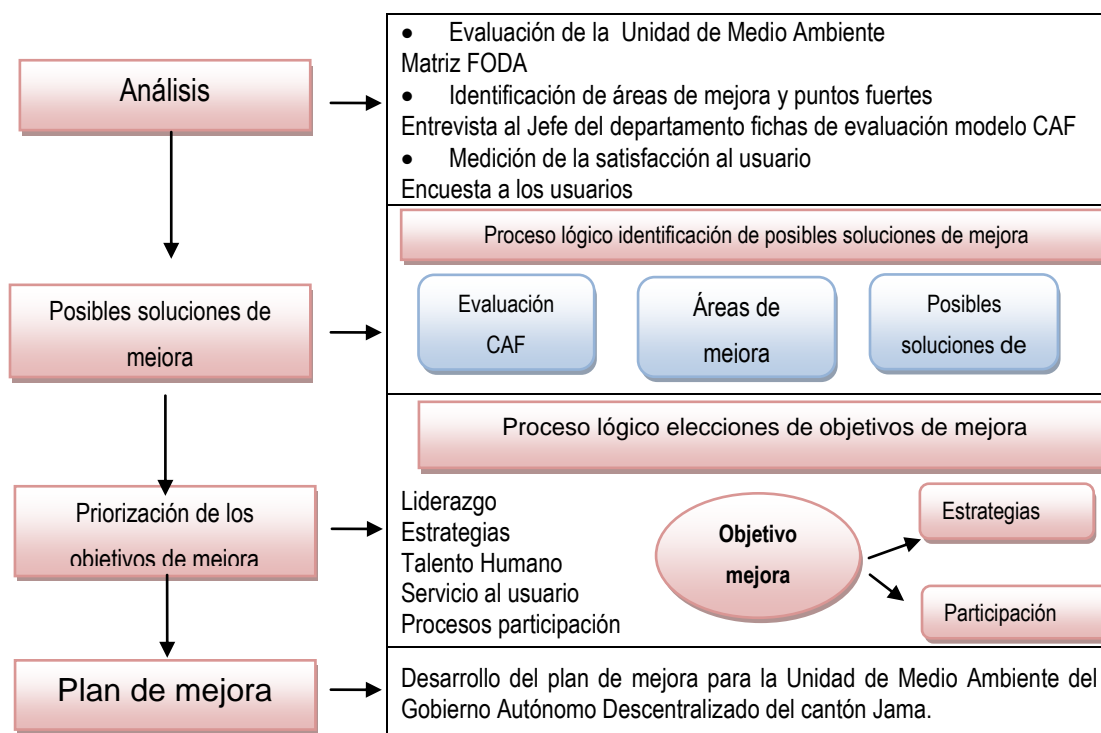 Análisis
• Evaluación de la Unidad de Medio Ambiente
Matriz FODA
• Identificación de áreas de mejora y puntos fuertes
Entrevista al Jefe del departamento fichas de evaluación modelo CAF
• Medición de la satisfacción al usuario
Encuesta a los usuarios
Posibles soluciones de
mejora
Proceso lógico identificación de posibles soluciones de mejora
Evaluación
CAF
Áreas de
mejora
Posibles
soluciones de
Priorización de los
objetivos de mejora
Proceso lógico elecciones de objetivos de mejora
Liderazgo
Estrategias
Talento Humano
Servicio al usuario
Procesos participación
Objetivo
mejora
Estrategias
Participación
Plan de mejora
Desarrollo del plan de mejora para la Unidad de Medio Ambiente del
Gobierno Autónomo Descentralizado del cantón Jama.